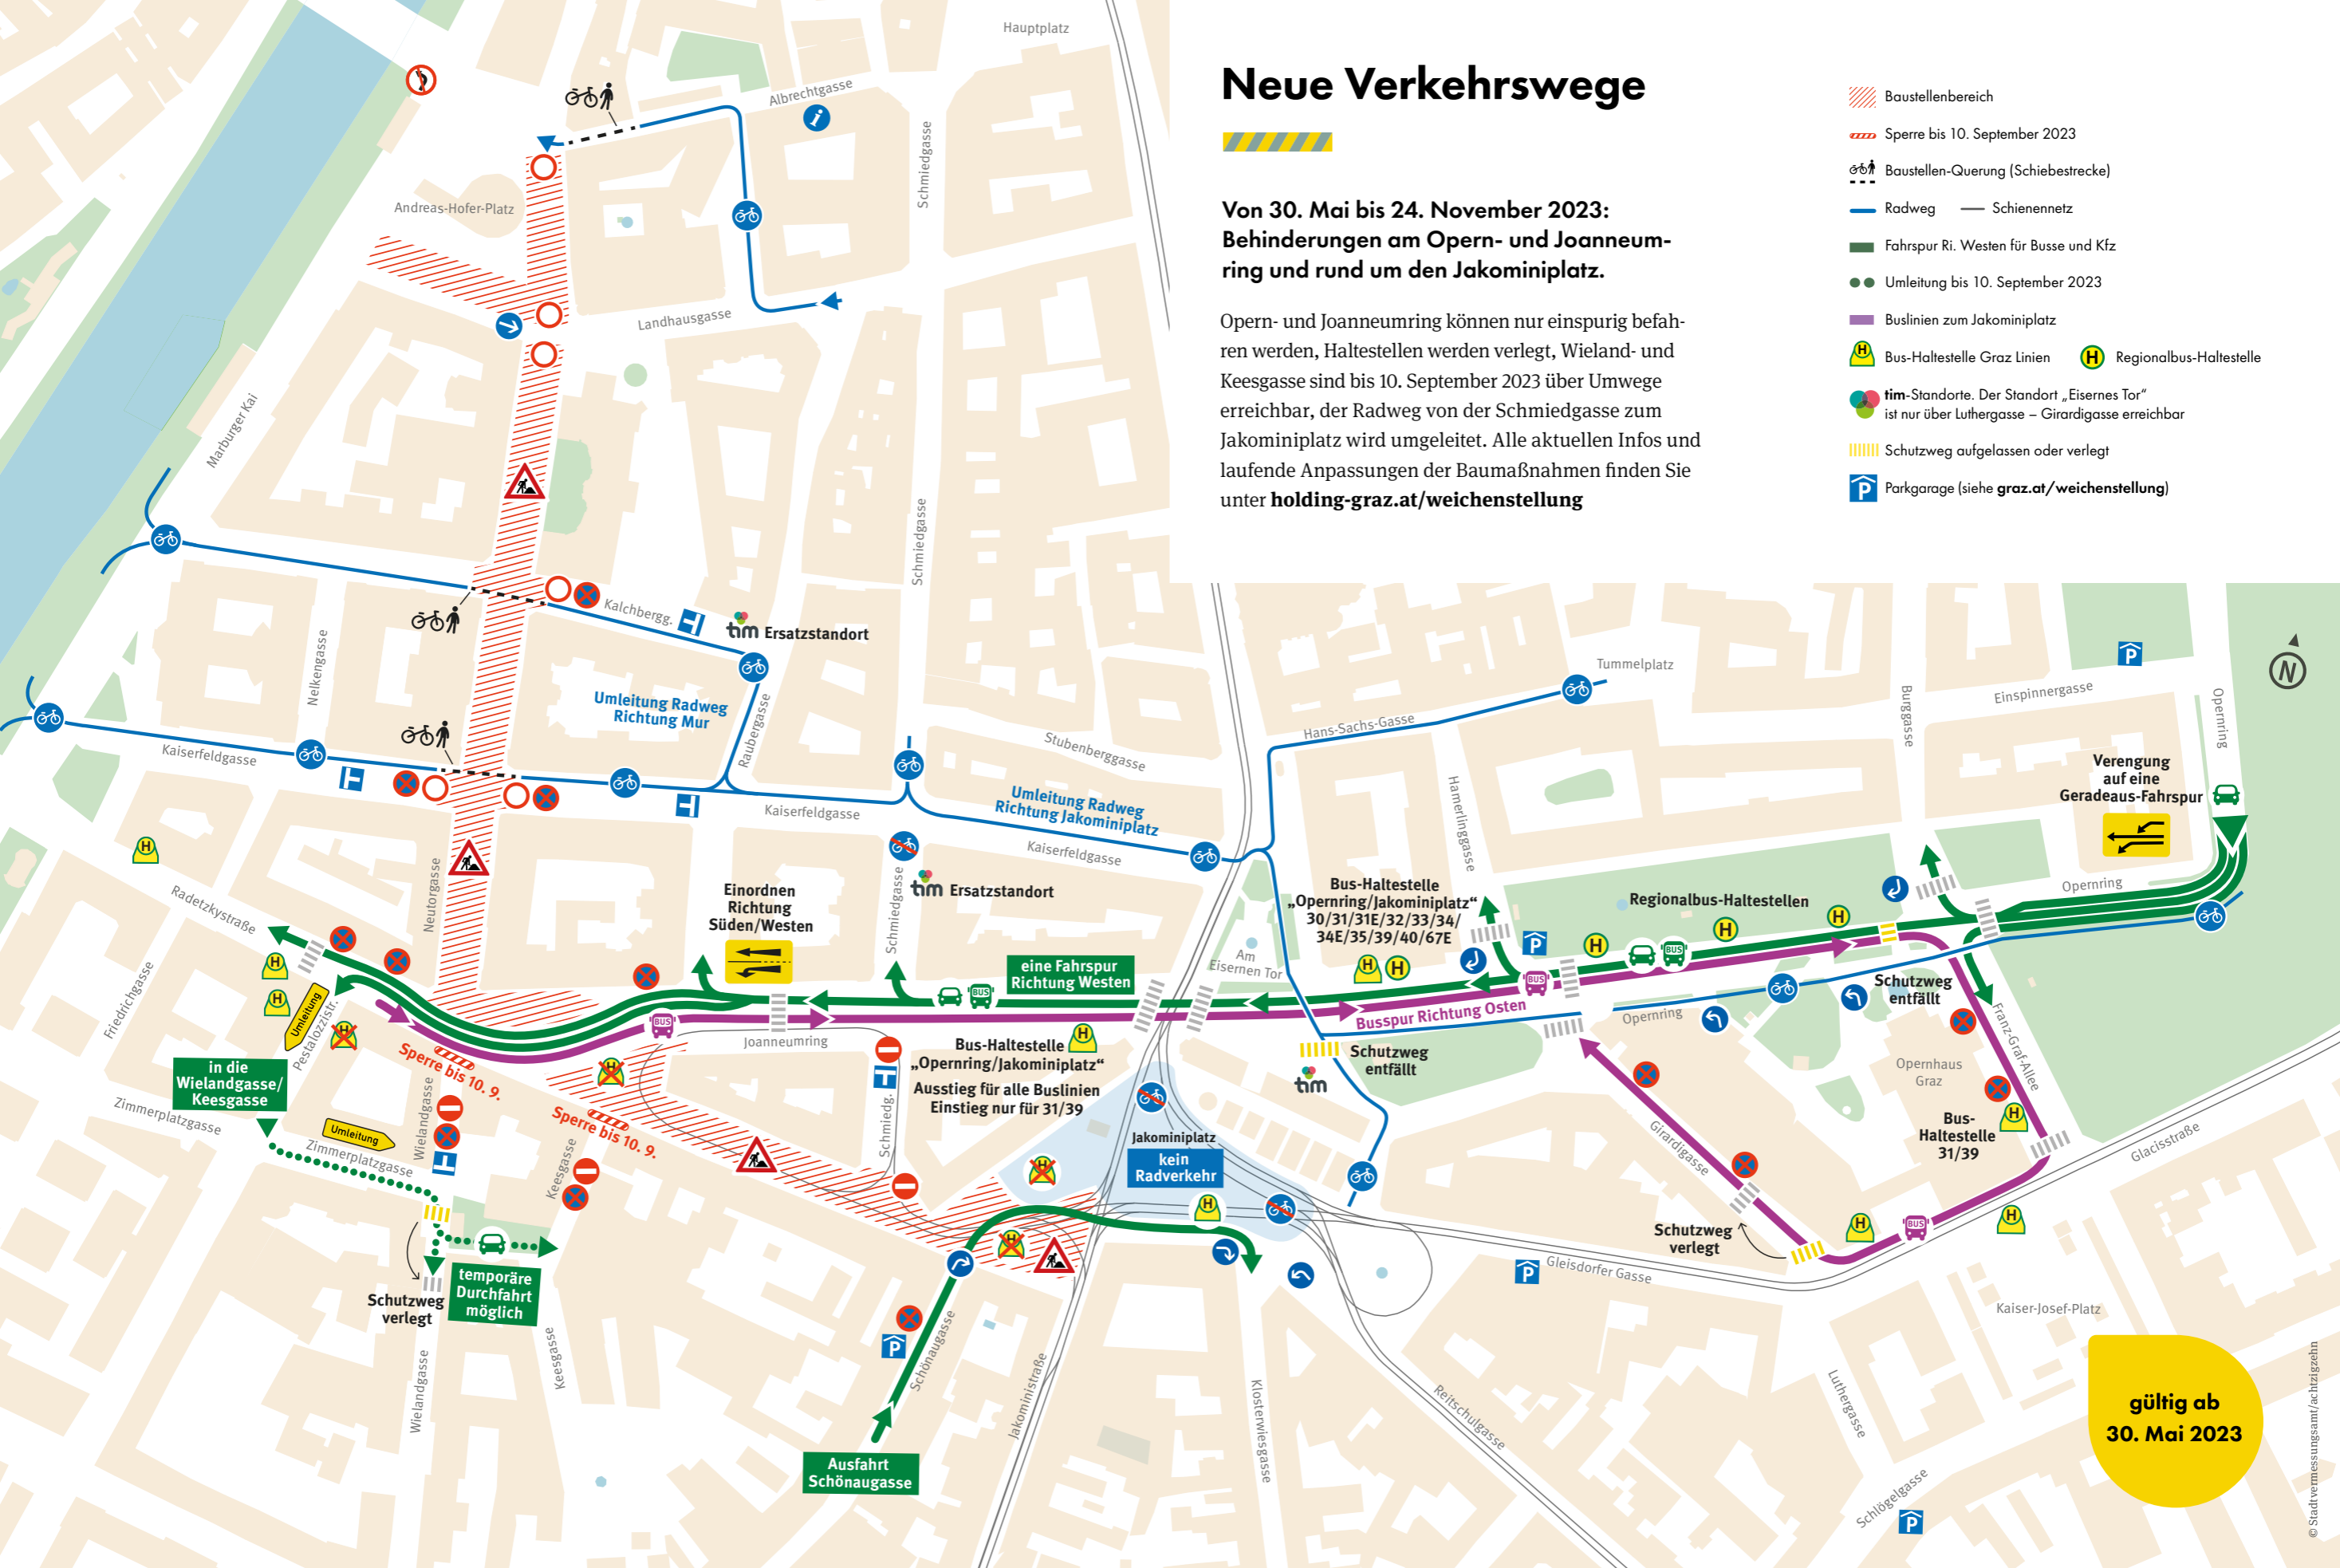 Neue Verkehrswege
Von 30. Mai bis 24. November 2023:
Behinderungen am Opern- und Joanneum-
ring und rund um den Jakominiplatz.
Opern- und Joanneumring können nur einspurig befah-
ren werden, Haltestellen werden verlegt, Wieland- und
Keesgasse sind bis 10. September 2023 über Umwege
erreichbar, der Radweg von der Schmiedgasse zum
Jakominiplatz wird umgeleitet. Alle aktuellen Infos und
laufende Anpassungen der Baumaßnahmen finden Sie
unter holding-graz.at/weichenstellung
Baustellenbereich
Sperre bis 10. September 2023
Baustellen-Querung (Schiebestrecke)
Radweg
Schienennetz
Fahrspur Ri. Westen für Busse und Kfz
Umleitung bis 10. September 2023
Buslinien zum Jakominiplatz
H Bus-Haltestelle Graz Linien
H Regionalbus-Haltestelle
tim-Standorte. Der Standort „Eisernes Tor“
ist nur über Luthergasse – Girardigasse erreichbar
Schutzweg aufgelassen oder verlegt
P Parkgarage (siehe graz.at/weichenstellung)
Hauptplatz
Albrechtgasse
i
Schmiedgasse
Andreas-Hofer-Platz
Landhausgasse
Marburger Kai
Schmiedgasse
Kalchbergg.
tim Ersatzstandort
Nelkengasse
Umleitung Radweg
Richtung Mur
Raubergasse
Kaiserfeldgasse
Kaiserfeldgasse
Stubenberggasse
Umleitung Radweg
Richtung Jakominiplatz
Kaiserfeldgasse
Tummelplatz
Hans-Sachs-Gasse
Hamerlinggasse
Burggasse
Einspinnergasse
Opernring
P
N
Verengung
auf eine
Geradeaus-Fahrspur
H
Radetzkystraße
Neutorgasse
Friedrichgasse
Einordnen
Richtung
Süden/Westen
Schmiedgasse
tim Ersatzstandort
eine Fahrspur
Richtung Westen
BUS
Am
Eisernen Tor
Bus-Haltestelle
„Opernring/Jakominiplatz“
30/31/31E/32/33/34/
34E/35/39/40/67E
H
H
P
BUS
Regionalbus-Haltestellen
H
H
H
BUS
Opernring
Busspur Richtung Osten
Opernring
Schutzweg
entfällt
Franz-Graf-Allee
Opernhaus
Graz
H
H
Umleitung
Pestalozzistr.
H
in die
Wielandgasse/
Keesgasse
Sperre bis 10. 9.
BUS
Joanneumring
H
Sperre bis 10. 9.
Bus-Haltestelle
„Opernring/Jakominiplatz“
H
Ausstieg für alle Buslinien
Einstieg nur für 31/39
Schutzweg
entfällt
tim
Zimmerplatzgasse
Umleitung
Zimmerplatzgasse
Wielandgasse
Keesgasse
Schmiedg.
Jakominiplatz
kein
Radverkehr
H
H
H
Girardigasse
Bus-
Haltestelle
31/39
H
Glacisstraße
Schutzweg
verlegt
H
BUS
H
Schutzweg
verlegt
temporäre
Durchfahrt
möglich
Wielandgasse
Keesgasse
P
Schönaugasse
Ausfahrt
Schönaugasse
Jakoministraße
Klosterwiesgasse
P
Gleisdorfer Gasse
Reitschulgasse
Kaiser-Josef-Platz
Luthergasse
Schlögelgasse
P
gültig ab
30. Mai 2023
© Stadtvermessungsamt/achtzigzehn